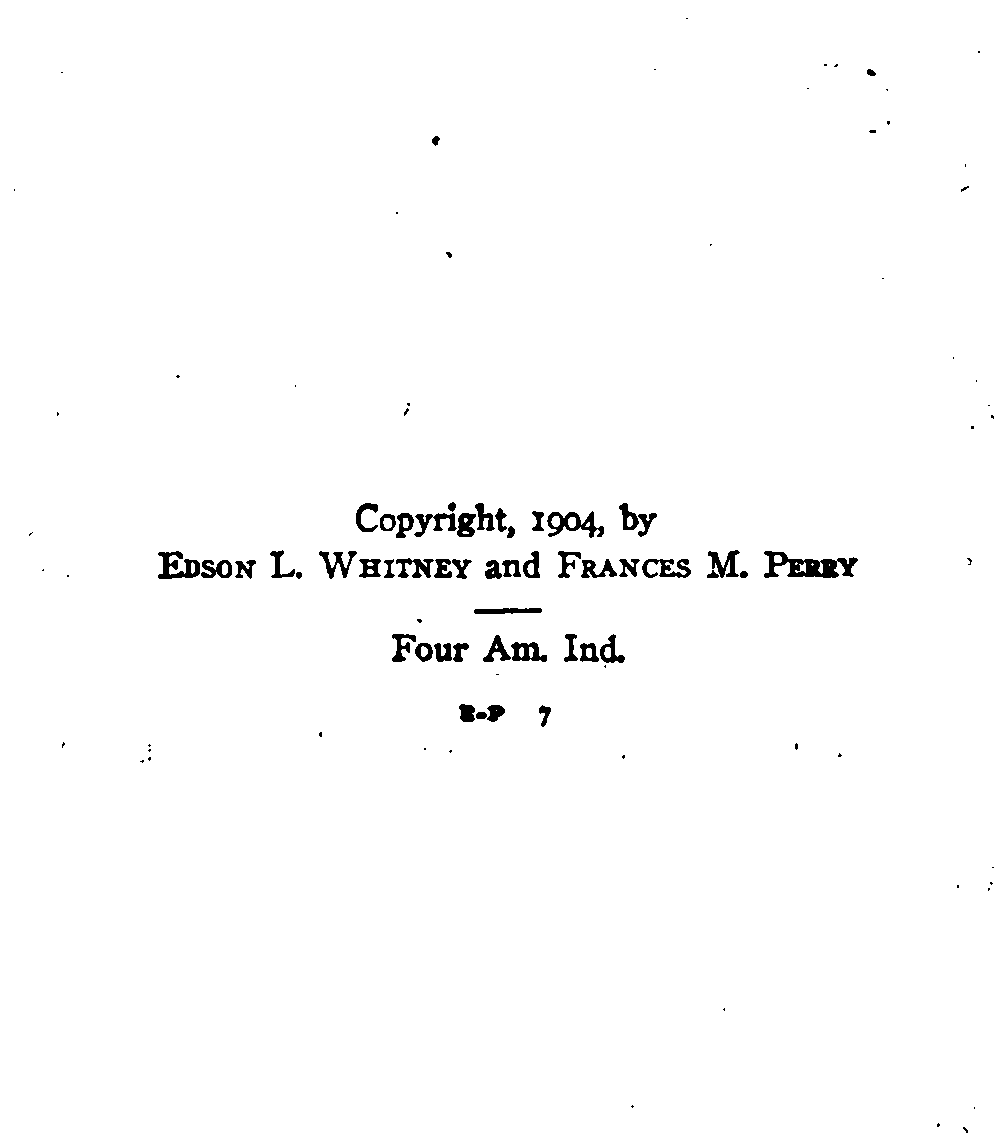 Copyright, 1904, by
EDSON L. WHITNEY and FRANCES M. PERRY
Four Am. Ind.
E-P 7